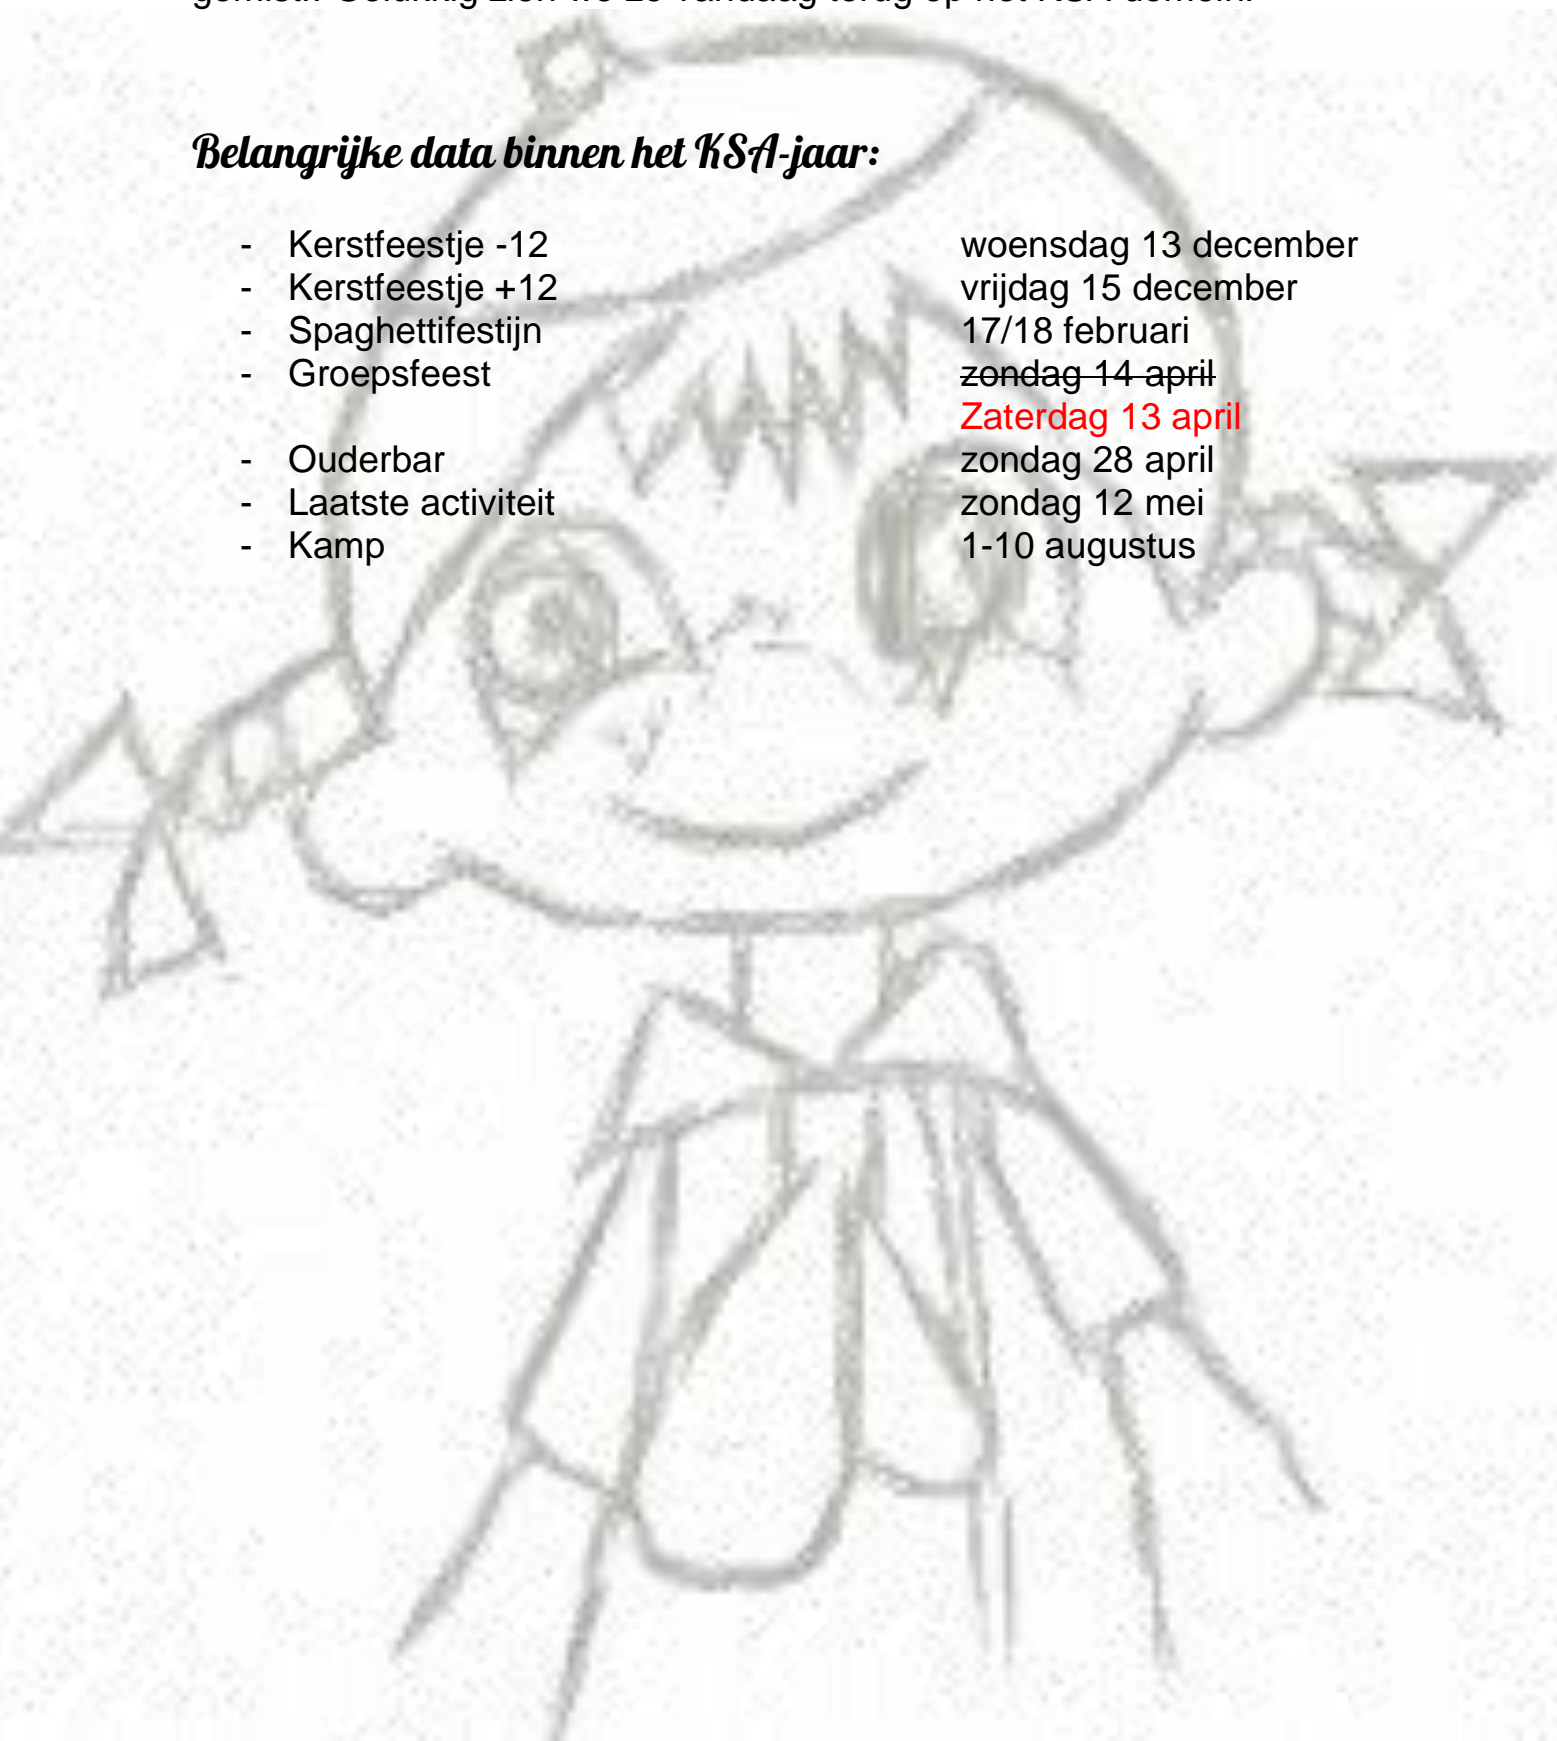 Belangrijke data binnen het KSA-jaar:
- Kerstfeestje -12 woensdag 13 december
- Kerstfeestje +12 vrijdag 15 december
- Spaghettifestijn 17/18 februari
- Groepsfeest zondag 14 april
Zaterdag 13 april
- Ouderbar zondag 28 april
- Laatste activiteit zondag 12 mei
- Kamp 1-10 augustus